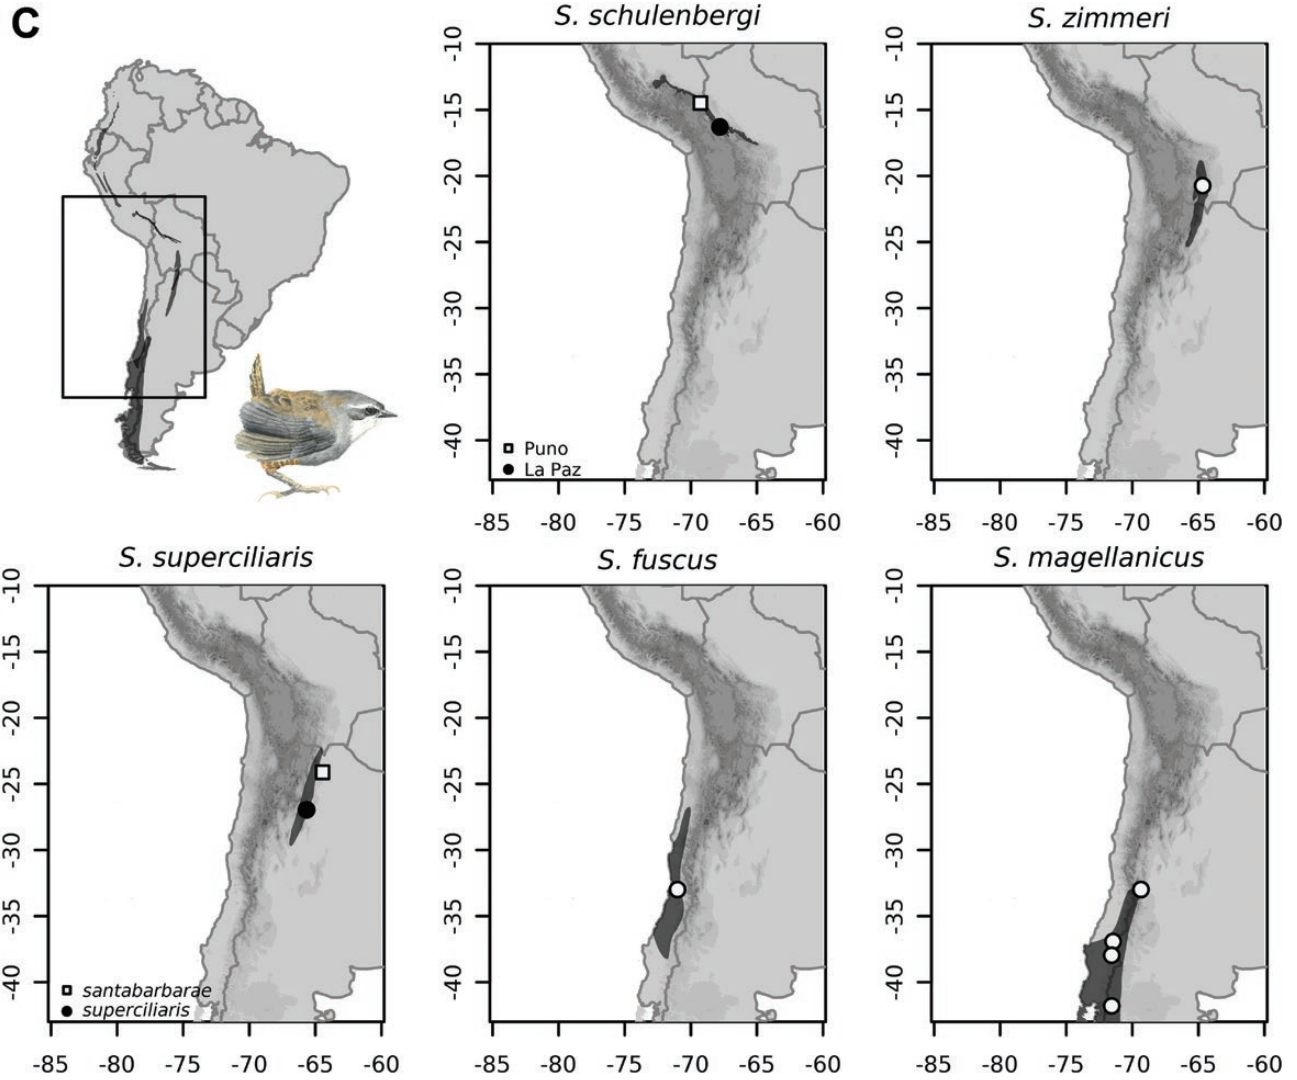 C
S. schulenbergi
S. zimmeri
-10
-15
-20
-25
-30
-35
-40
Puno
La Paz
-85 -80 -75 -70 -65 -60
-10
-15
-20
-25
-30
-35
-40
-85 -80 -75 -70 -65 -60
S. superciliaris
S. fuscus
S. magellanicus
-10
-15
-20
-25
-30
-35
-40
santabarbarae
superciliaris
-85 -80 -75 -70 -65 -60
-10
-15
-20
-25
-30
-35
-40
-85 -80 -75 -70 -65 -60
-10
-15
-20
-25
-30
-35
-40
-85 -80 -75 -70 -65 -60